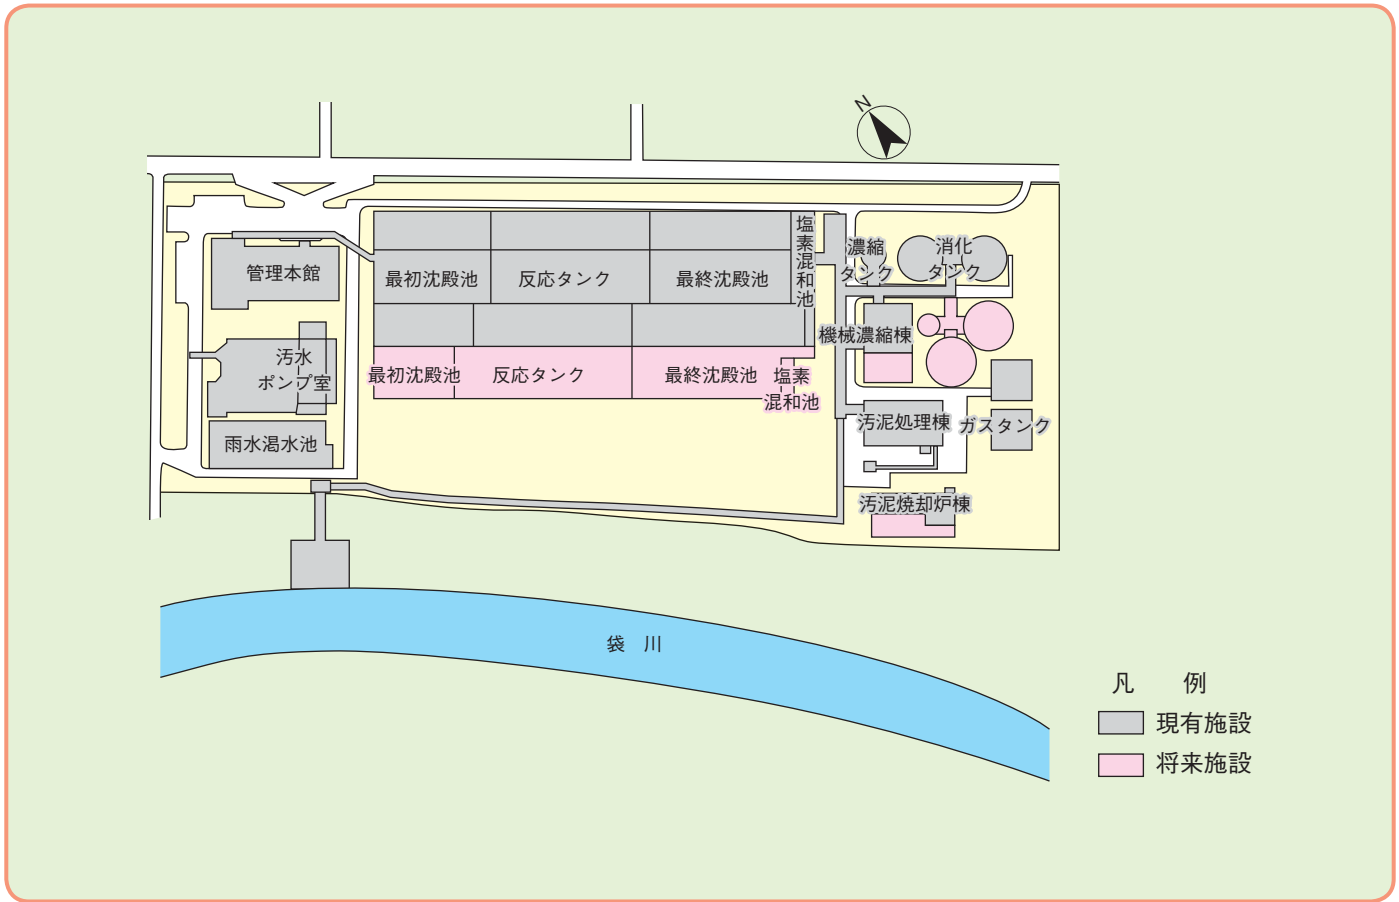 N
塩素混和池
濃縮
タンク
消化
タンク
管理本館
最初沈殿池
反応タンク
最終沈殿池
機械濃縮棟
汚水
ポンプ室
最初沈殿池
反応タンク
最終沈殿池
塩素
混和池
汚泥処理棟
ガスタンク
雨水渇水池
汚泥焼却炉棟
袋 川
凡 例
現有施設
将来施設